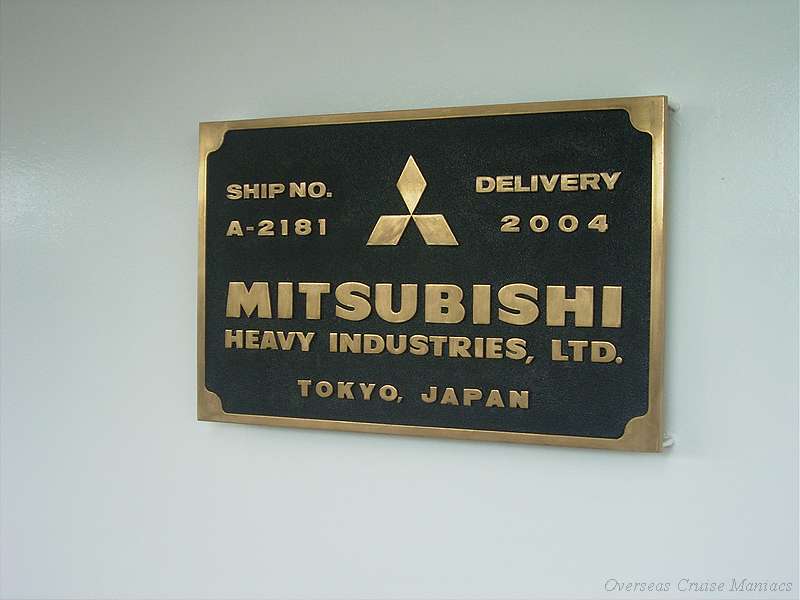 SHIP NO.
A-2181
DELIVERY
2004
MITSUBISHI
HEAVY INDUSTRIES, LTD.
TOKYO, JAPAN
Overseas Cruise Maniacs